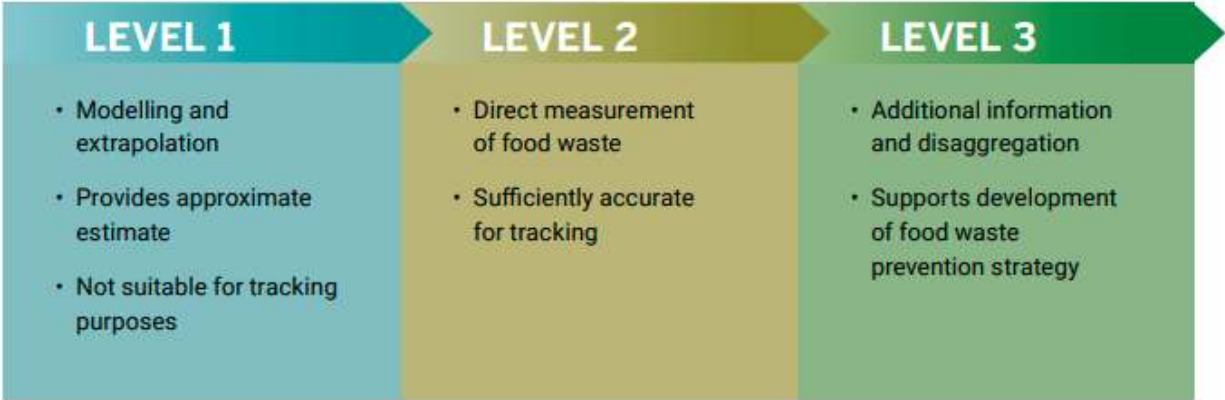 LEVEL 1
• Modelling and
extrapolation
• Provides approximate
estimate
• Not suitable for tracking
purposes
LEVEL 2
• Direct measurement
of food waste
• Sufficiently accurate
for tracking
LEVEL 3
• Additional information
and disaggregation
• Supports development
of food waste
prevention strategy